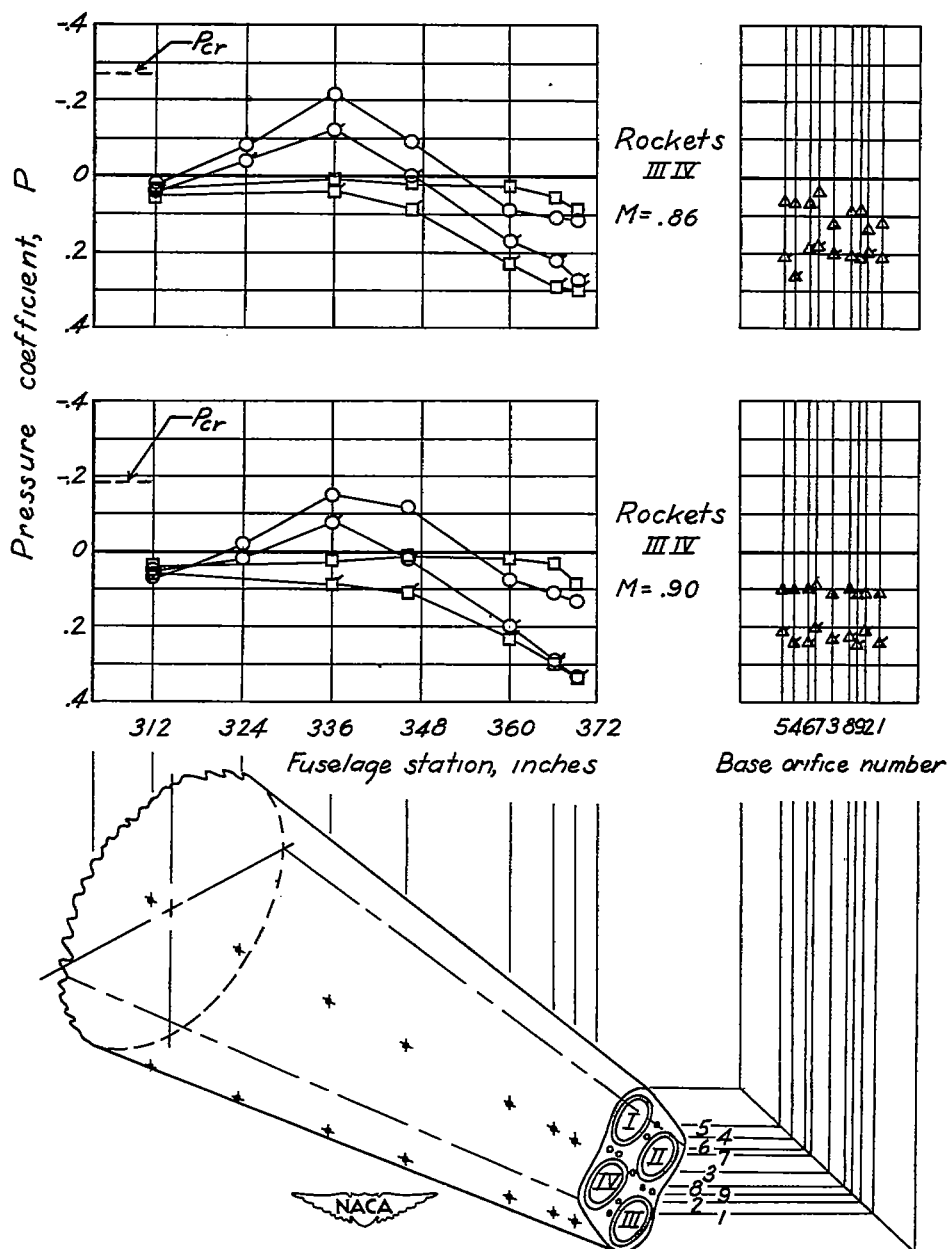 Pressure coefficient, P
-.4
-.2
0
.2
.4
Pcr
Rockets
III IV
M=.86
-.4
-.2
0
.2
.4
Pcr
Rockets
III IV
M=.90
312 324 336 348 360 372
Fuselage station, inches
546738921
Base orifice number
I
II
IV
III
5
4
6
7
3
8
9
2
1
NACA